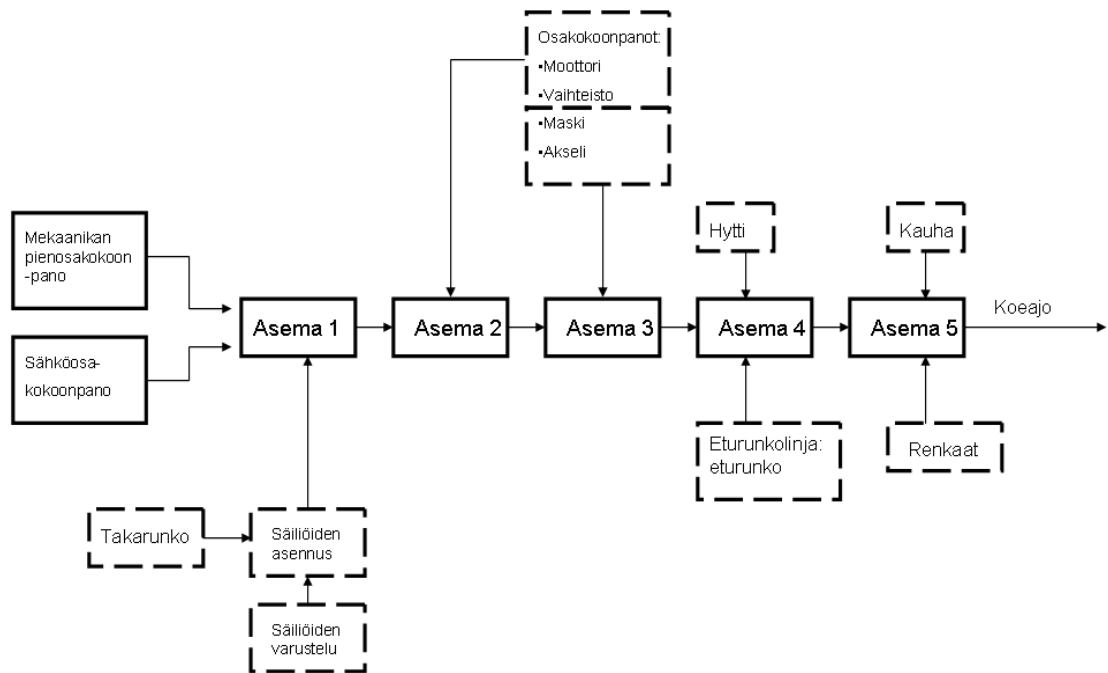 Osakokoonpanot:
▪Moottori
▪Vaihteisto
▪Maski
▪Akseli
Mekaanikan
pienosakokoon
-pano
Hytti
Kauha
Asema 1
Asema 2
Asema 3
Asema 4
Asema 5
Koeajo
Sähköosa-
kokoonpano
Eturunkolinja:
eturunko
Renkaat
Takarunko
Säiliöiden
asennus
Säiliöiden
varustelu